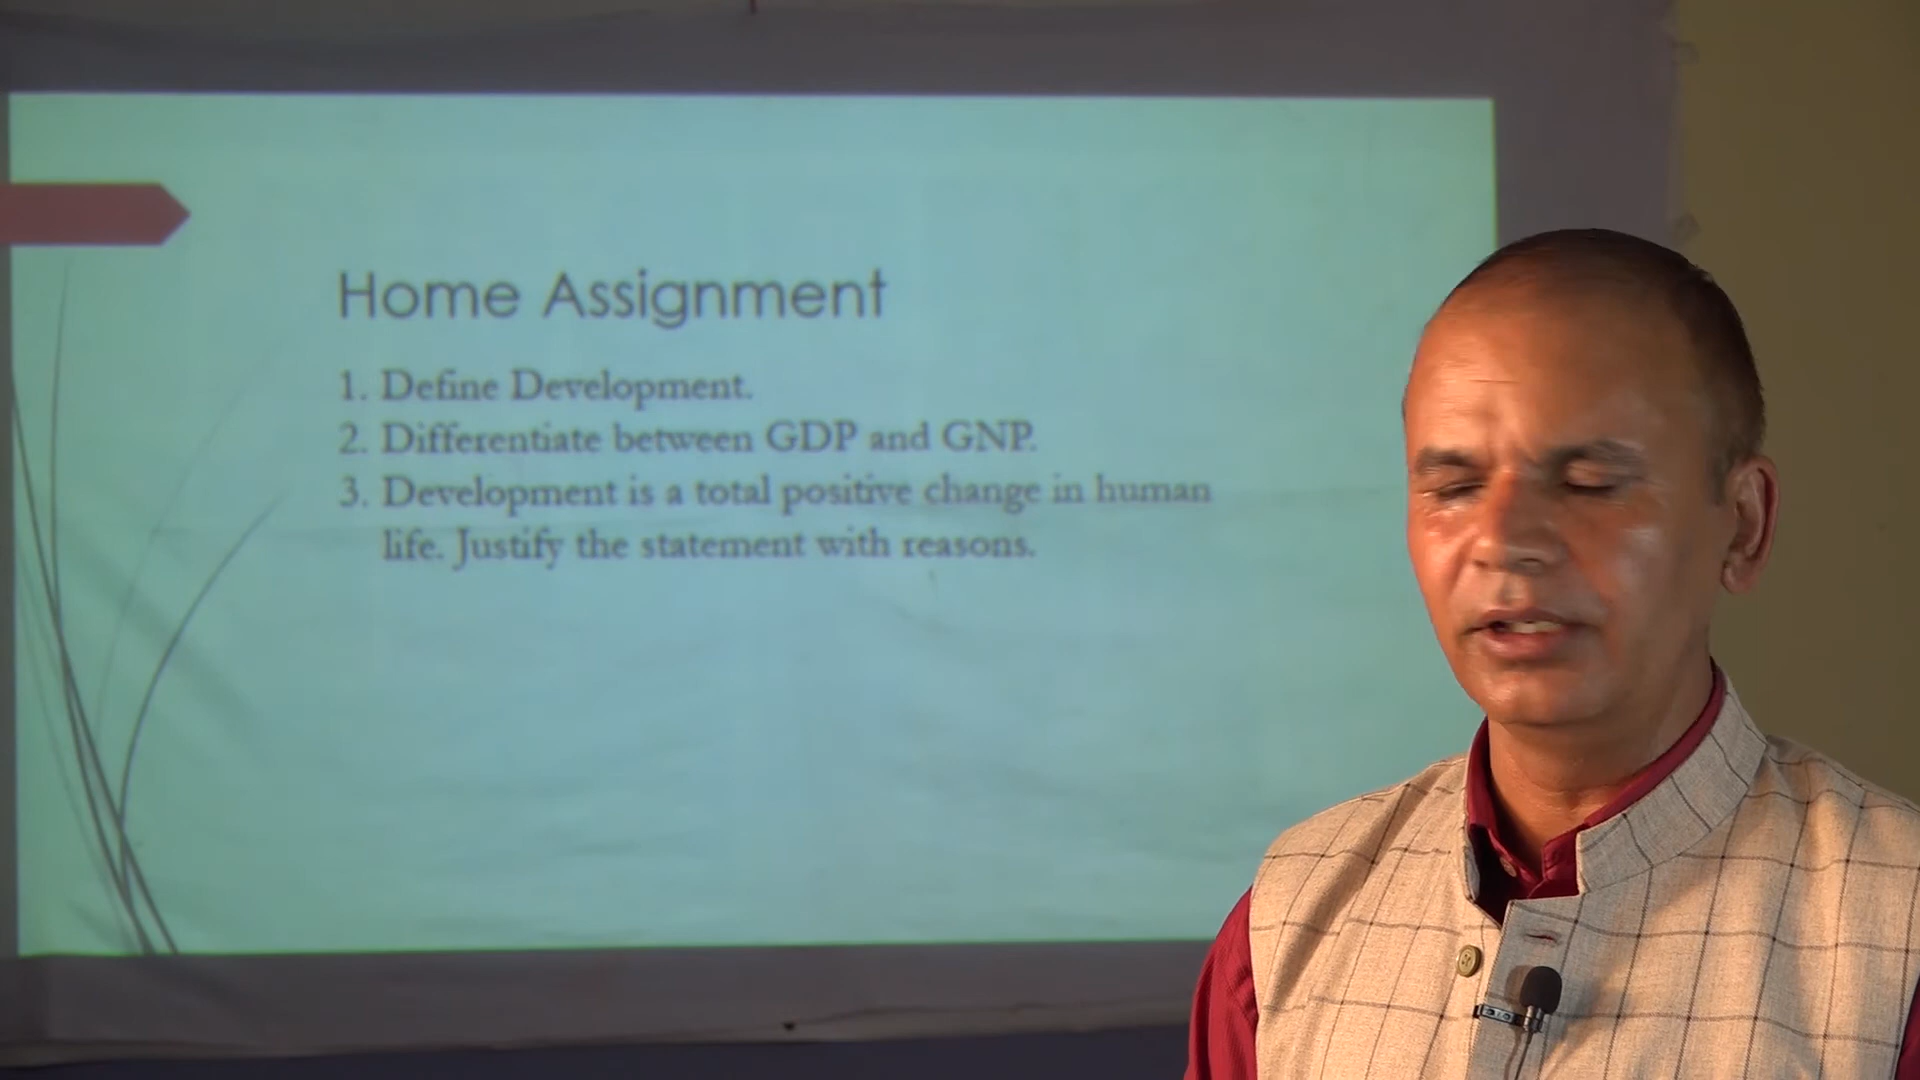 Home Assignment
1. Define Development.
2. Differentiate between GDP and GNP.
3. Development is a total positive change in human
life. Justify the statement with reasons.